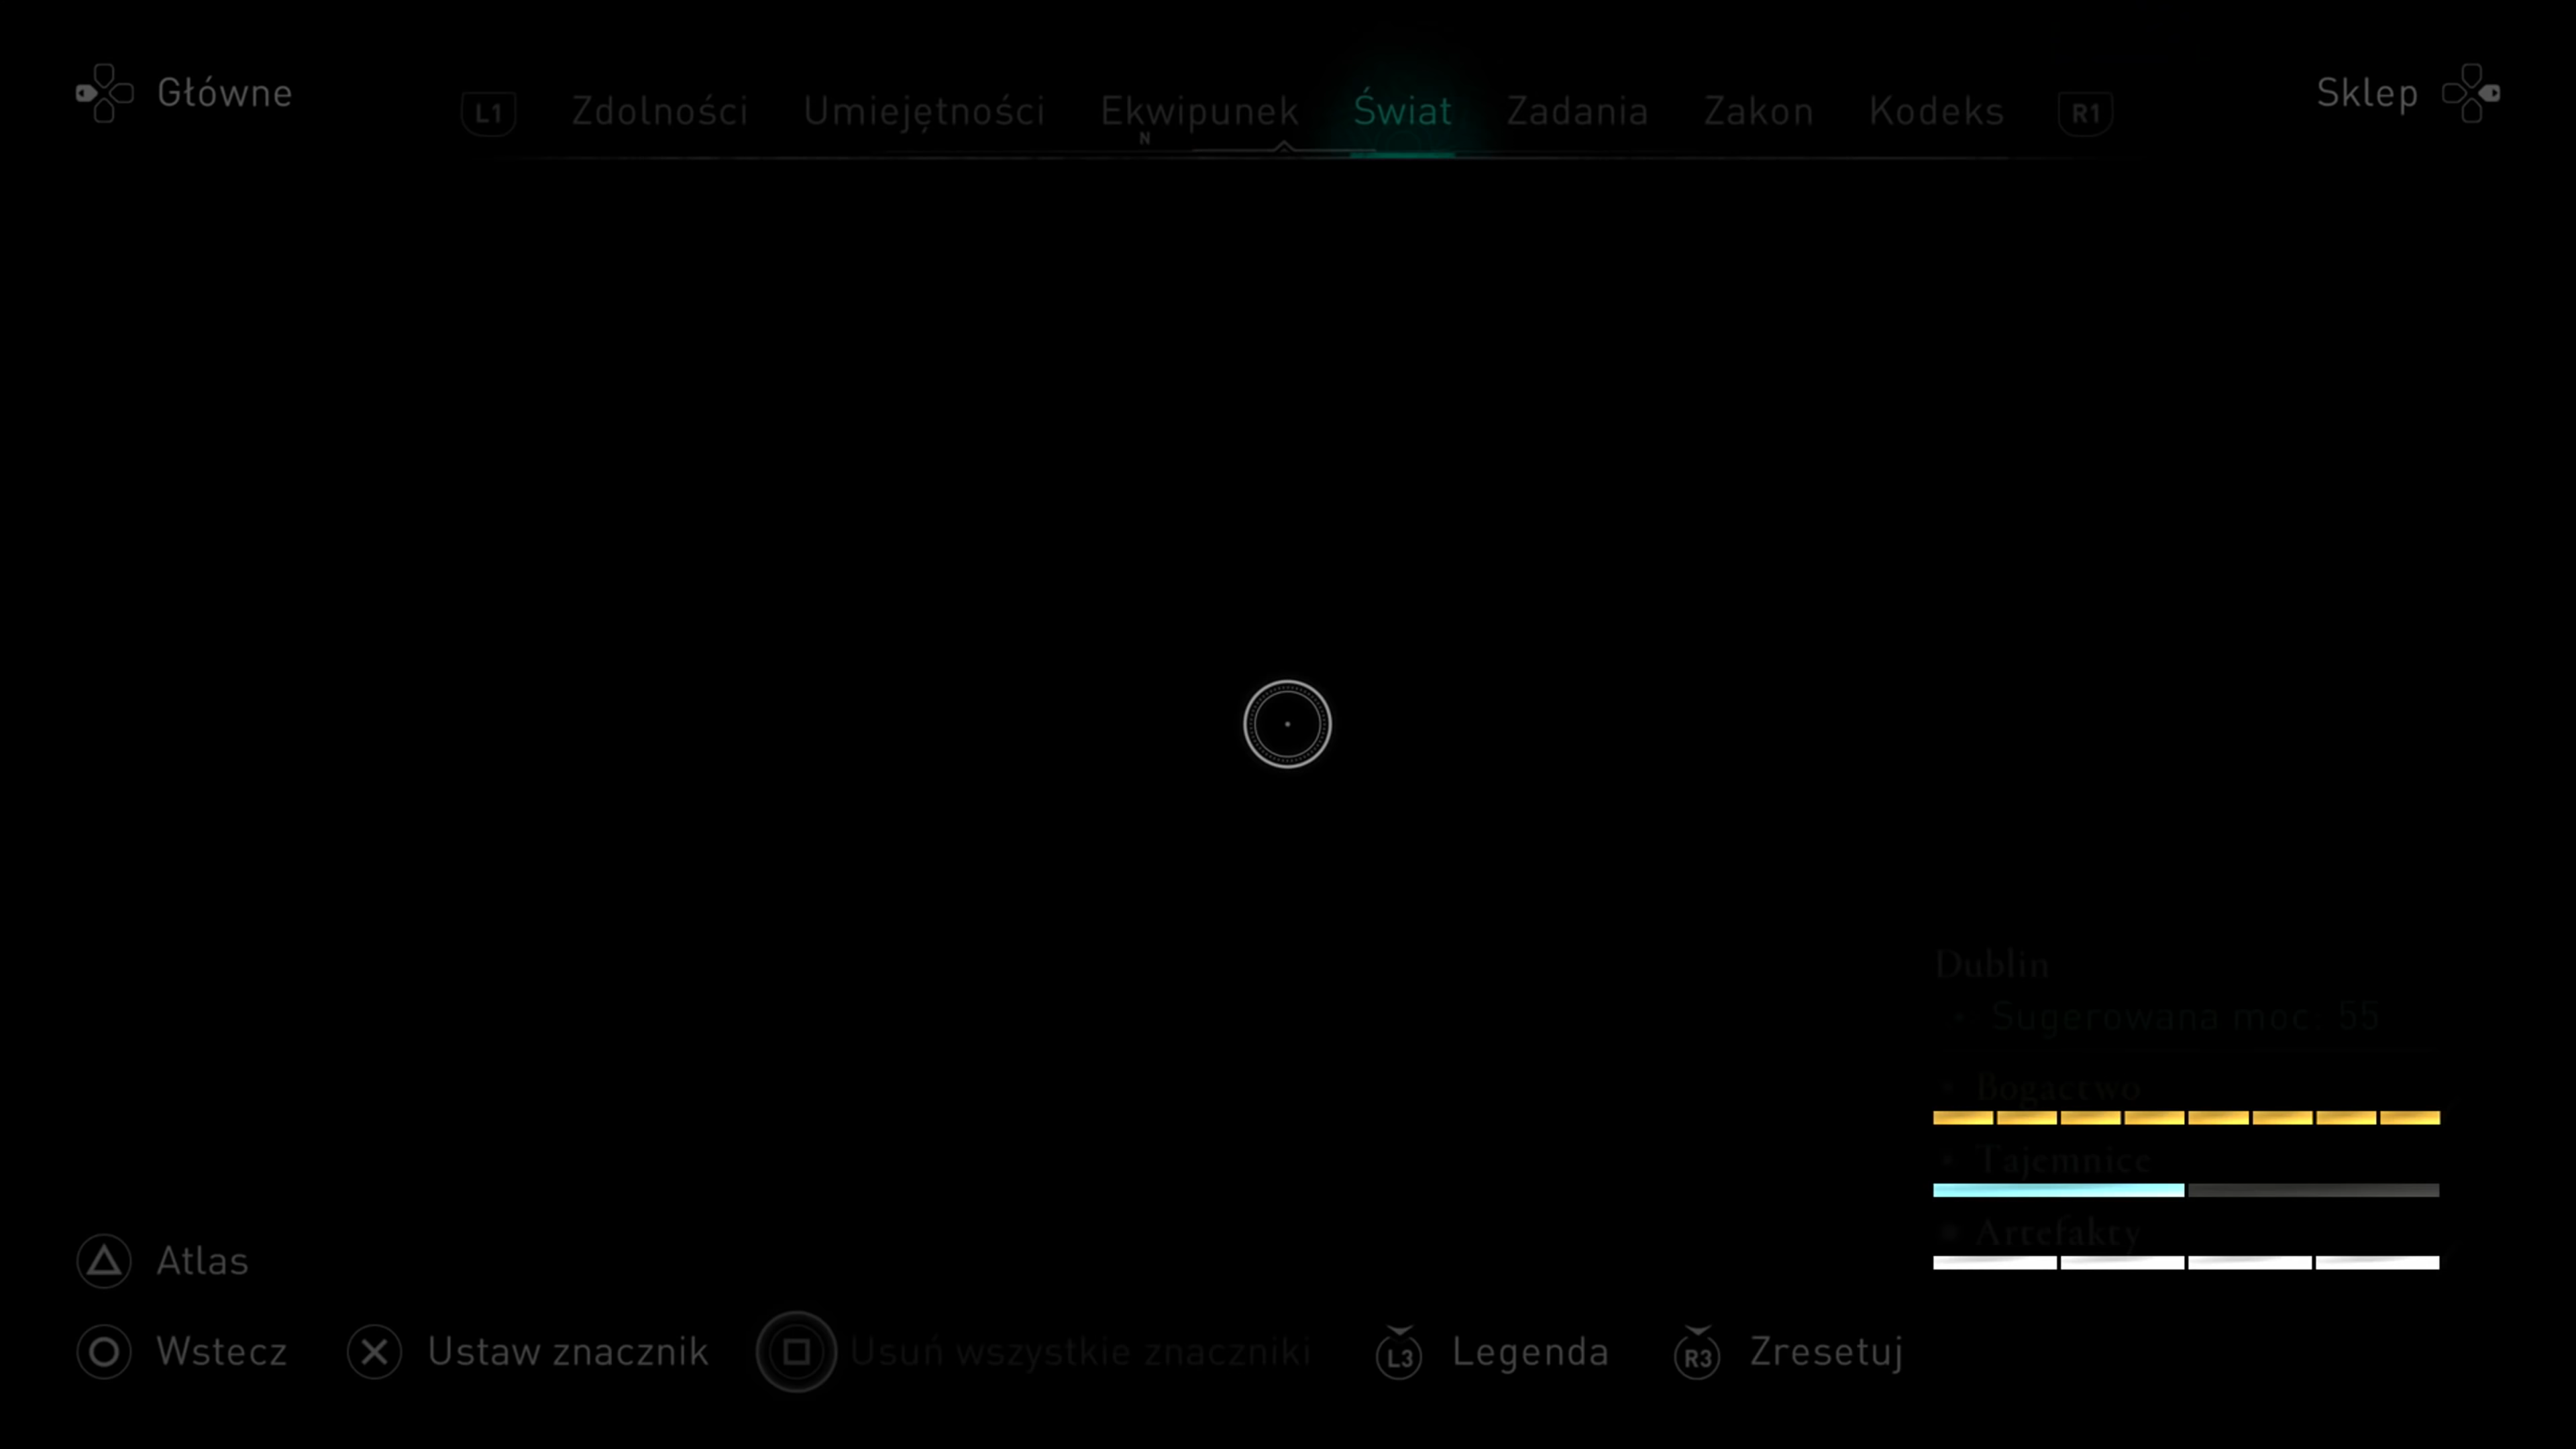 Główne
L1 Zdolności Umiejętności Ekwipunek Świat Zadania Zakon Kodeks R1
Sklep
N
Dublin
Sugerowana moc: 55
Bogactwo
Tajemnice
Artefakty
Atlas
Wstecz Ustaw znacznik Usuń wszystkie znaczniki L3 Legenda R3 Zresetuj